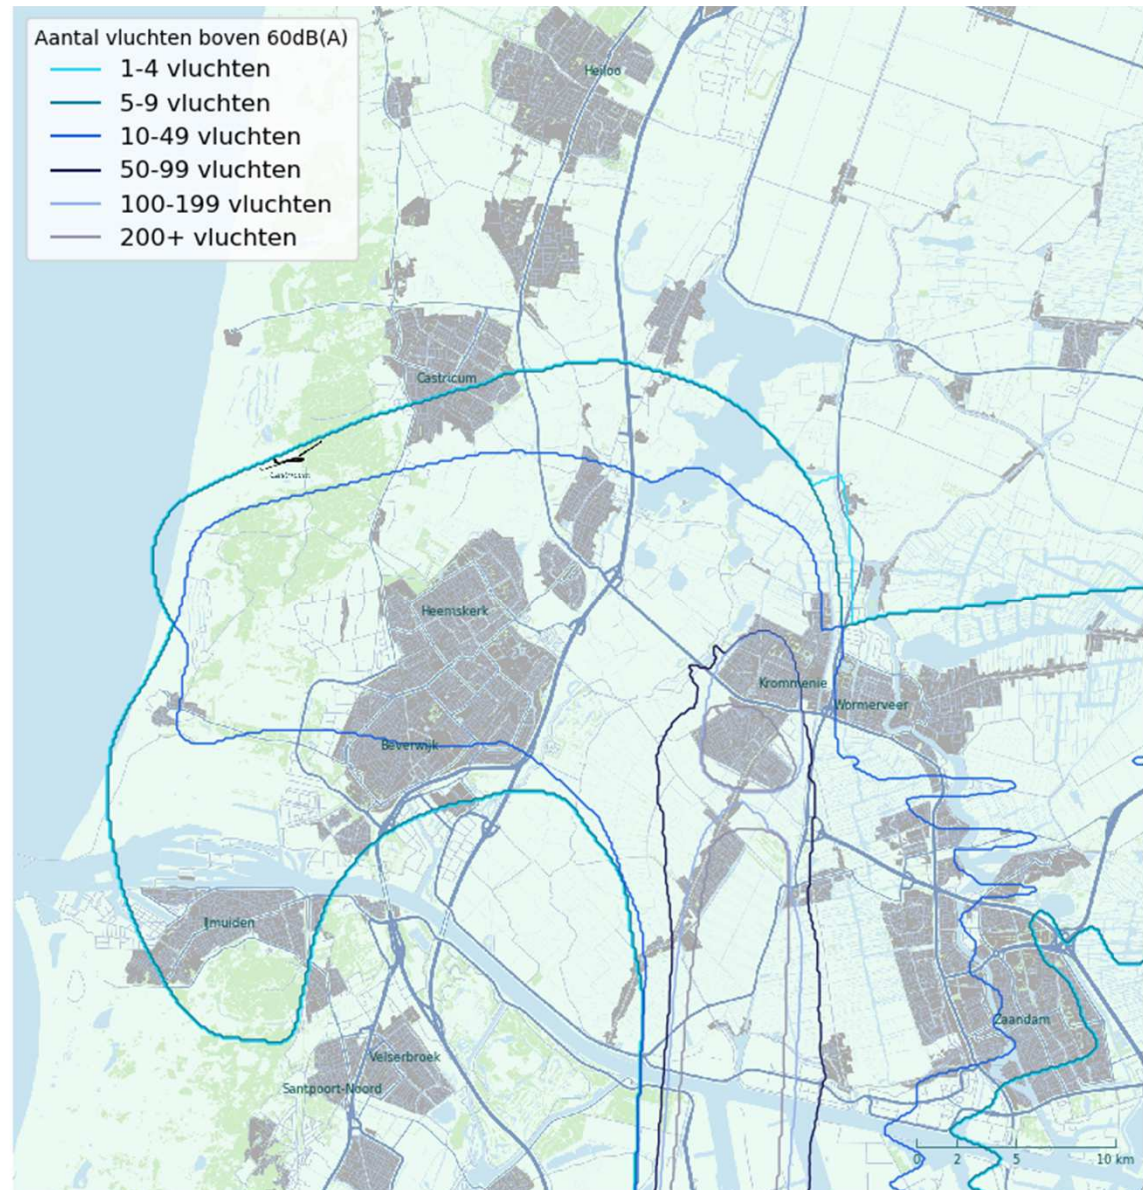 Aantal vluchten boven 60dB(A)
1-4 vluchten
5-9 vluchten
10-49 vluchten
50-99 vluchten
100-199 vluchten
200+ vluchten
Heiloo
Castricum
Castricum
Heemskerk
Krommenie
Wormerveer
Beverwijk
IJmuiden
Zaandam
Velserbroek
Santpoort-Noord
0 2 5 10 km